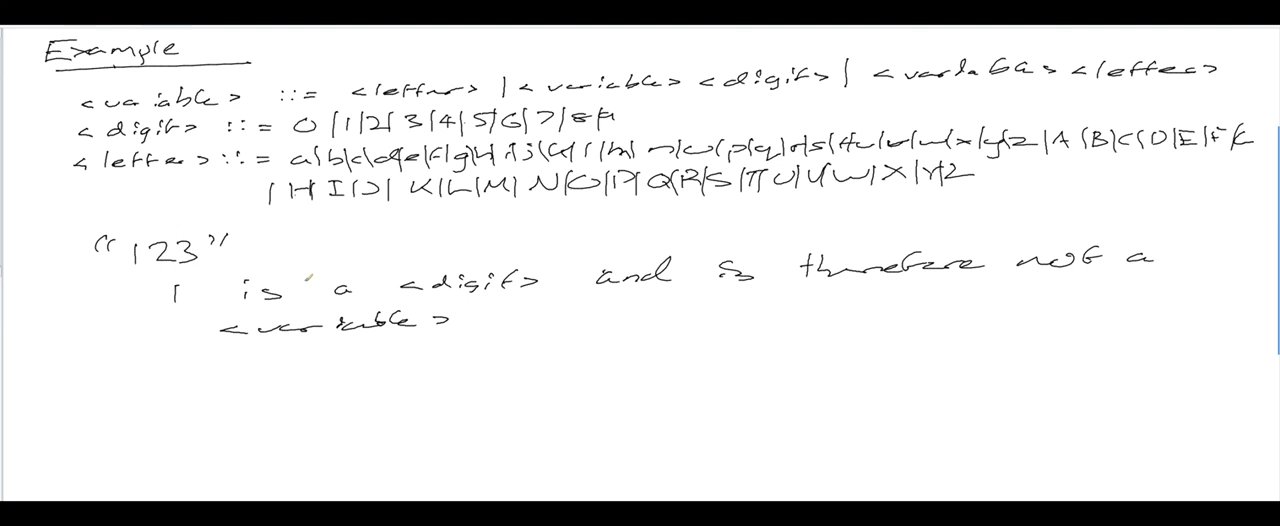 Example
<variable> ::= <letter> | <variable> <digit> | <variable> <letter>
<digit> ::= 0|1|2|3|4|5|6|7|8|9
<letter> ::= a|b|c|d|e|f|g|h|i|j|k|l|m|n|o|p|q|r|s|t|u|v|w|x|y|z|A|B|C|D|E|F|G
|H|I|J|K|L|M|N|O|P|Q|R|S|T|U|V|W|X|Y|Z
"123"
1 is a <digit> and is therefore not a
<variable>